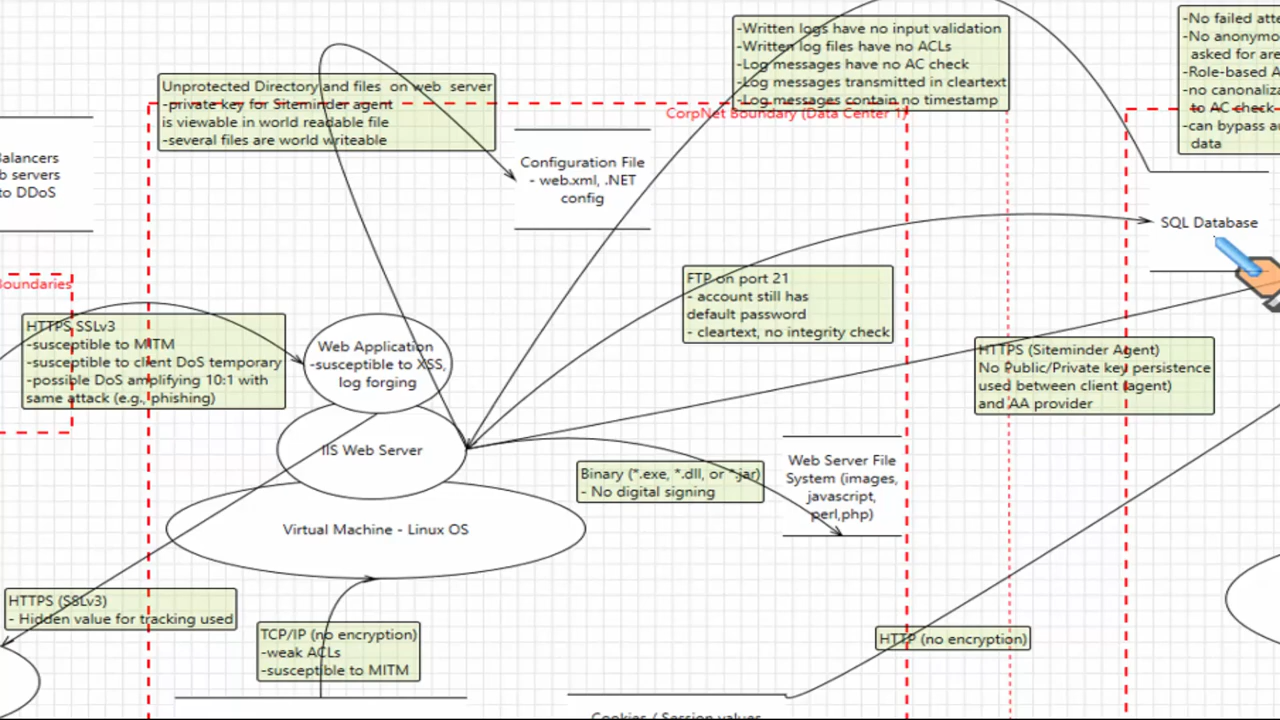 -Written logs have no input validation
-Written log files have no ACLs
-Log messages have no AC check
-Log messages transmitted in cleartext
-Log messages contain no timestamp
-No failed atte
-No anonymo
asked for are
-Role-based A
-no canonaliza
to AC check
-can bypass a
data
Unprotected Directory and files on web server
-private key for Siteminder agent
is viewable in world readable file
-several files are world writeable
CorpNet Boundary (Data Center 1)
Balancers
b servers
to DDoS
Configuration File
- web.xml, .NET
config
SQL Database
Boundaries
FTP on port 21
- account still has
default password
- cleartext, no integrity check
HTTPS SSLv3
-susceptible to MITM
-susceptible to client DoS temporary
-possible DoS amplifying 10:1 with
same attack (e.g., phishing)
Web Application
-susceptible to XSS,
log forging
HTTPS (Siteminder Agent)
No Public/Private key persistence
used between client (agent)
and AA provider
IIS Web Server
Binary (*.exe, *.dll, or *.jar)
- No digital signing
Web Server File
System (images,
javascript,
perl,php)
Virtual Machine - Linux OS
HTTPS (SSLv3)
- Hidden value for tracking used
TCP/IP (no encryption)
-weak ACLs
-susceptible to MITM
HTTP (no encryption)
Cookies / Session values